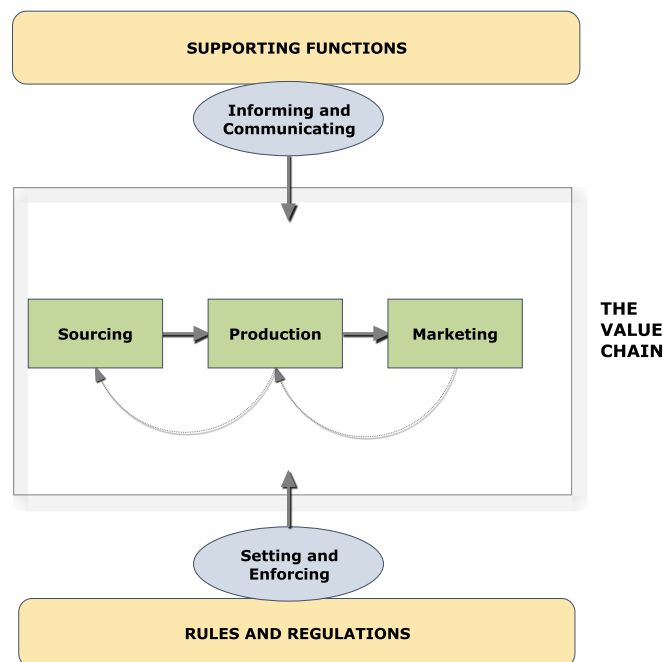 SUPPORTING FUNCTIONS
Informing and
Communicating
Sourcing
Production
Marketing
THE
VALUE
CHAIN
Setting and
Enforcing
RULES AND REGULATIONS